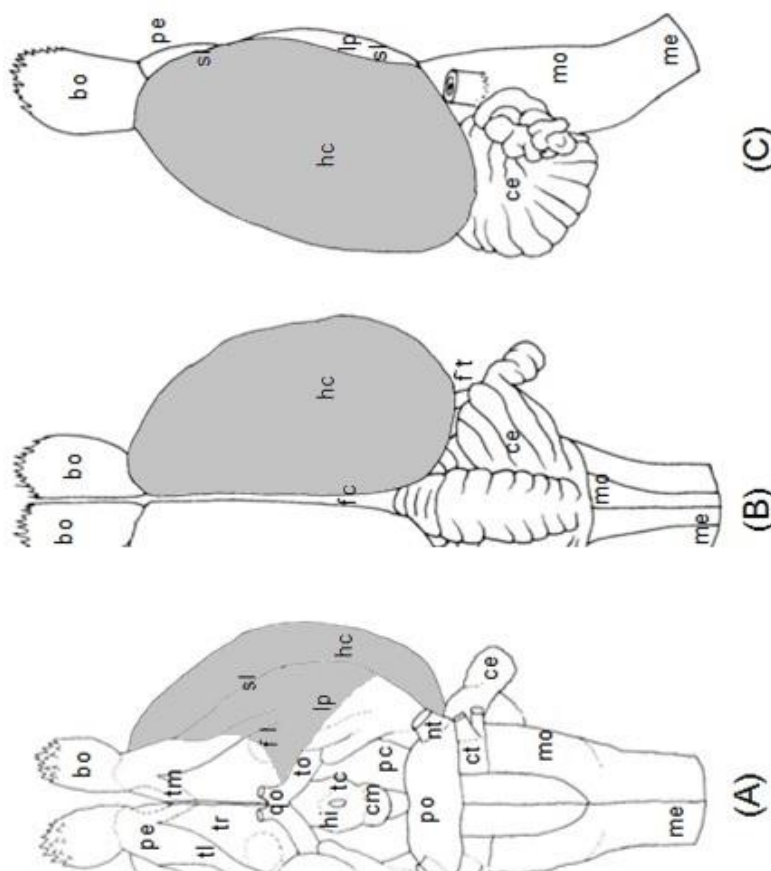 bo
pe
tm
tl
tr
sl
fl
qo
to
hi
tc
lp
hc
cm
pc
po
nt
ct
ce
mo
me
(A)
bo
bo
hc
fc
ft
ce
mo
me
(B)
bo
pe
sl
hc
lp
sl
ce
mo
me
(C)